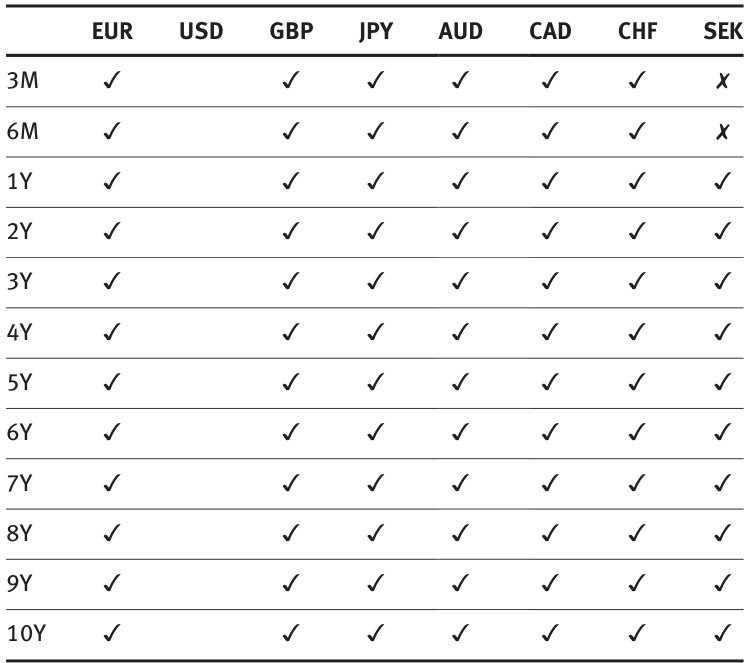 EUR USD GBP JPY AUD CAD CHF SEK
3M ✓ ✓ ✓ ✓ ✓ ✓ ✗
6M ✓ ✓ ✓ ✓ ✓ ✓ ✗
1Y ✓ ✓ ✓ ✓ ✓ ✓ ✓
2Y ✓ ✓ ✓ ✓ ✓ ✓ ✓
3Y ✓ ✓ ✓ ✓ ✓ ✓ ✓
4Y ✓ ✓ ✓ ✓ ✓ ✓ ✓
5Y ✓ ✓ ✓ ✓ ✓ ✓ ✓
6Y ✓ ✓ ✓ ✓ ✓ ✓ ✓
7Y ✓ ✓ ✓ ✓ ✓ ✓ ✓
8Y ✓ ✓ ✓ ✓ ✓ ✓ ✓
9Y ✓ ✓ ✓ ✓ ✓ ✓ ✓
10Y ✓ ✓ ✓ ✓ ✓ ✓ ✓